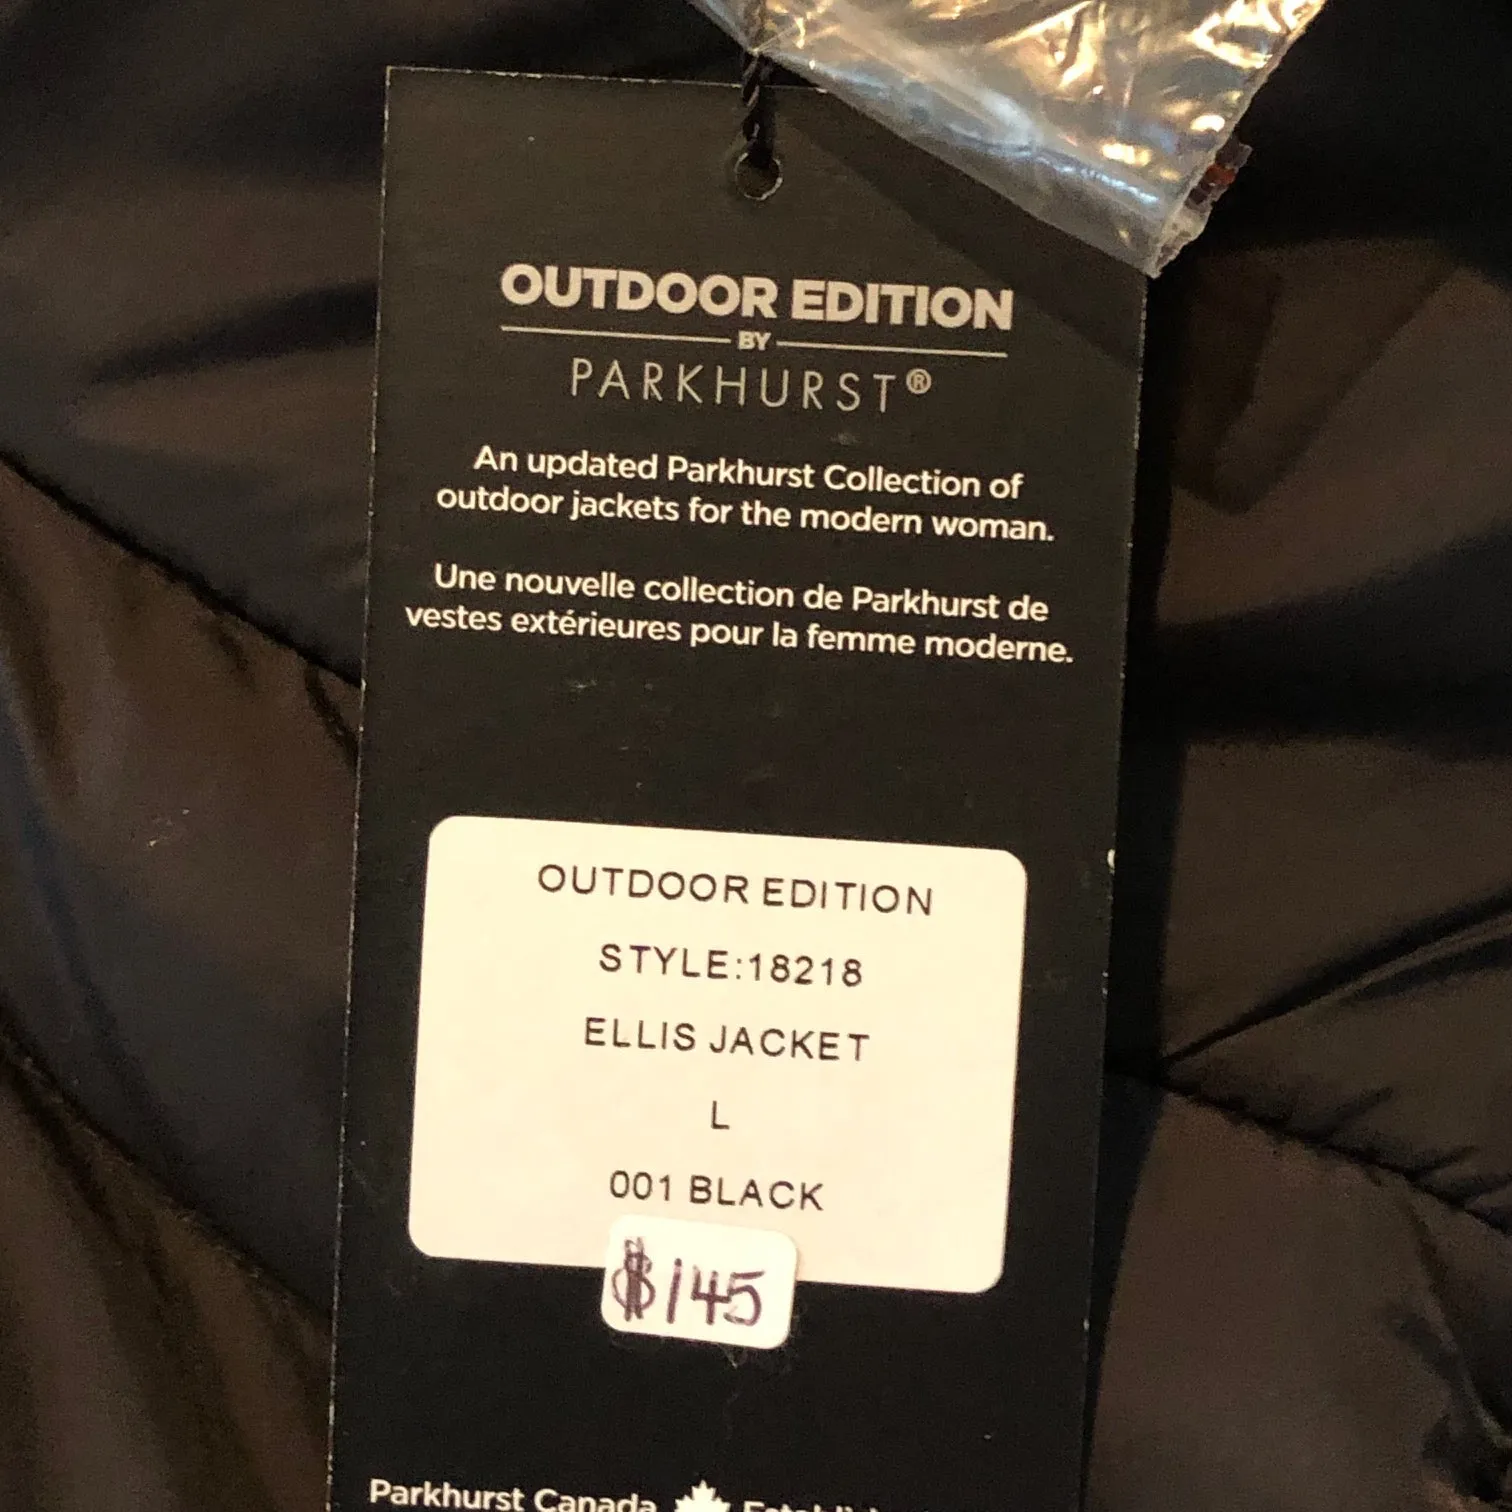 OUTDOOR EDITION
BY
PARKHURST®
An updated Parkhurst Collection of
outdoor jackets for the modern woman.
Une nouvelle collection de Parkhurst de
vestes extérieures pour la femme moderne.
OUTDOOR EDITION
STYLE:18218
ELLIS JACKET
L
001 BLACK
$145
Parkhurst Canada